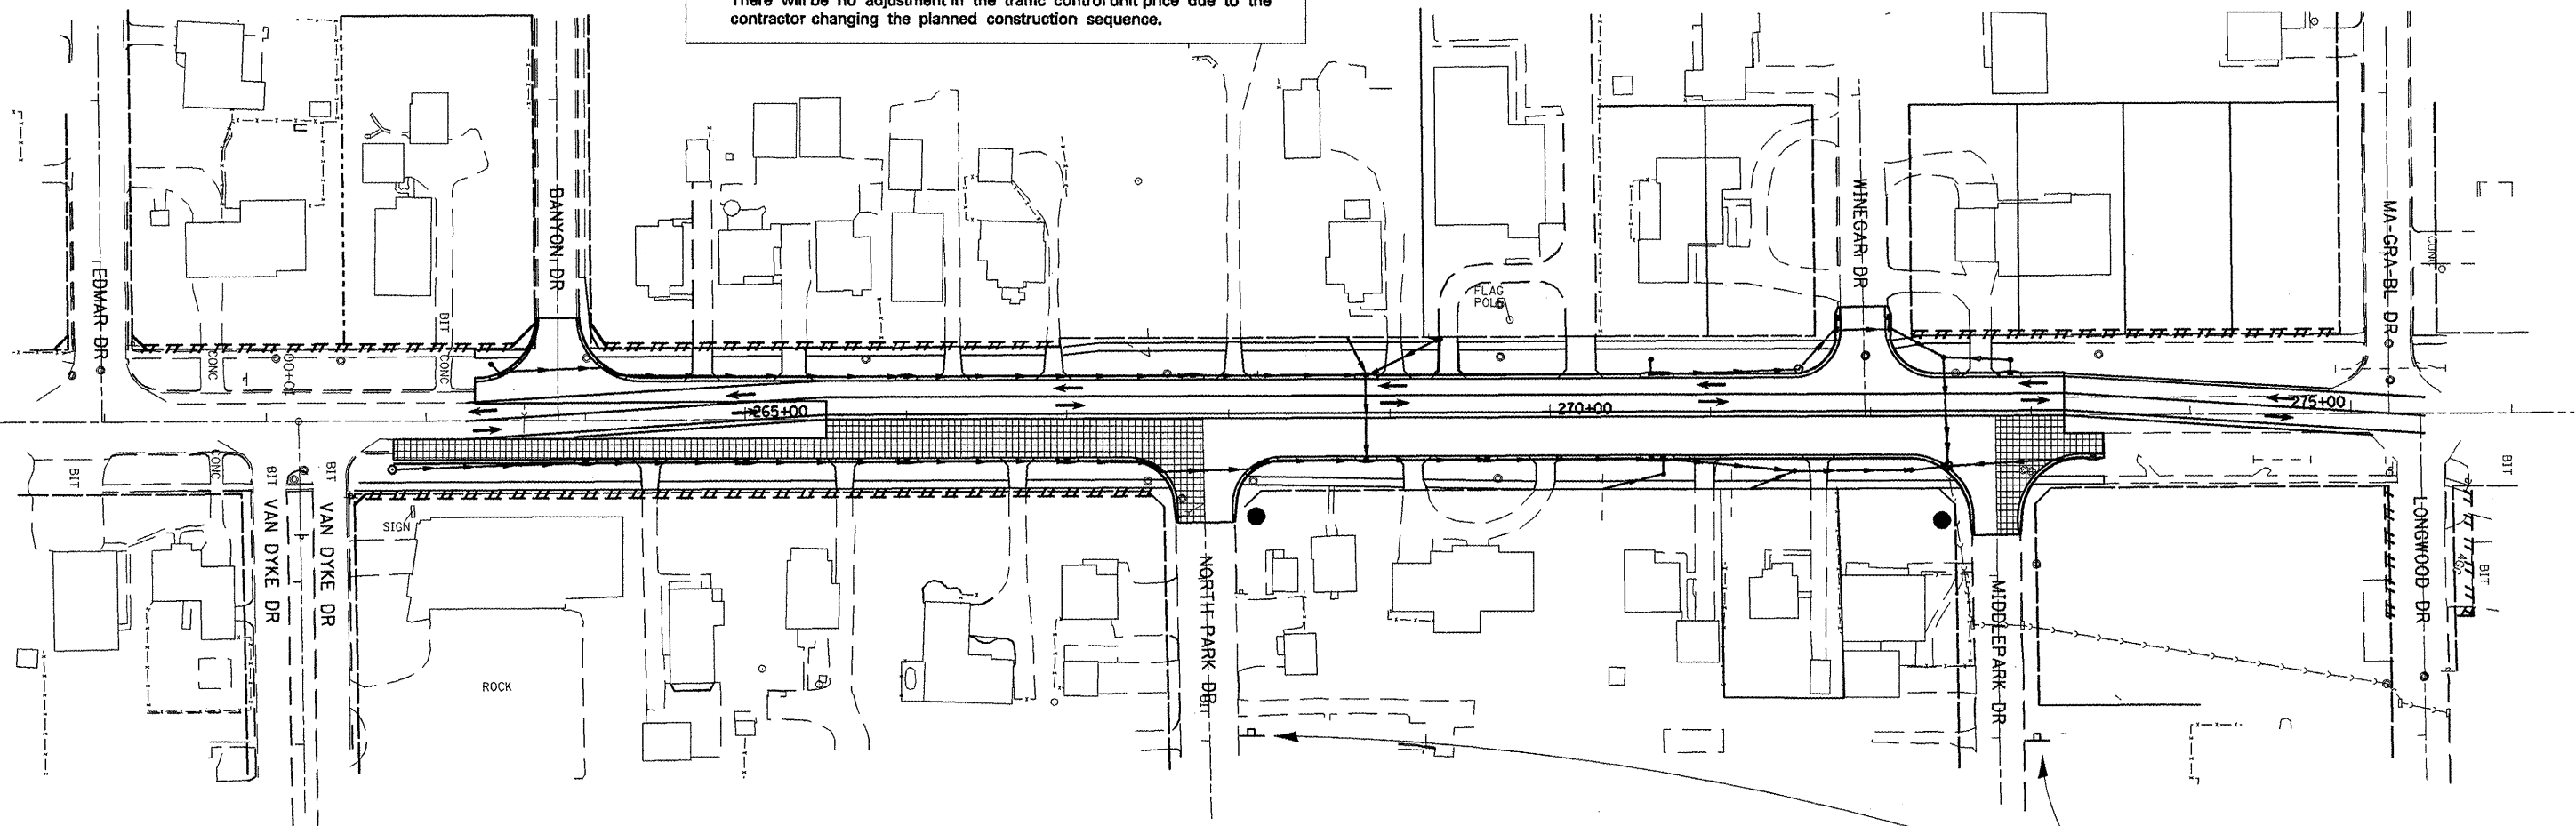 There will be no adjustment in the traffic control unit price due to the
contractor changing the planned construction sequence.
EDMAR DR
BANYON DR
WINEGAR DR
MA-GRA-BL DR
CONC
BIT
CONC
CONC
FLAG
POLE
265+00
270+00
275+00
BIT
CONC
BIT
BIT
VAN DYKE DR
VAN DYKE DR
SIGN
ROCK
NORTH PARK DR
BIT
MIDDLEPARK DR
LONGWOOD DR
BIT
BIT